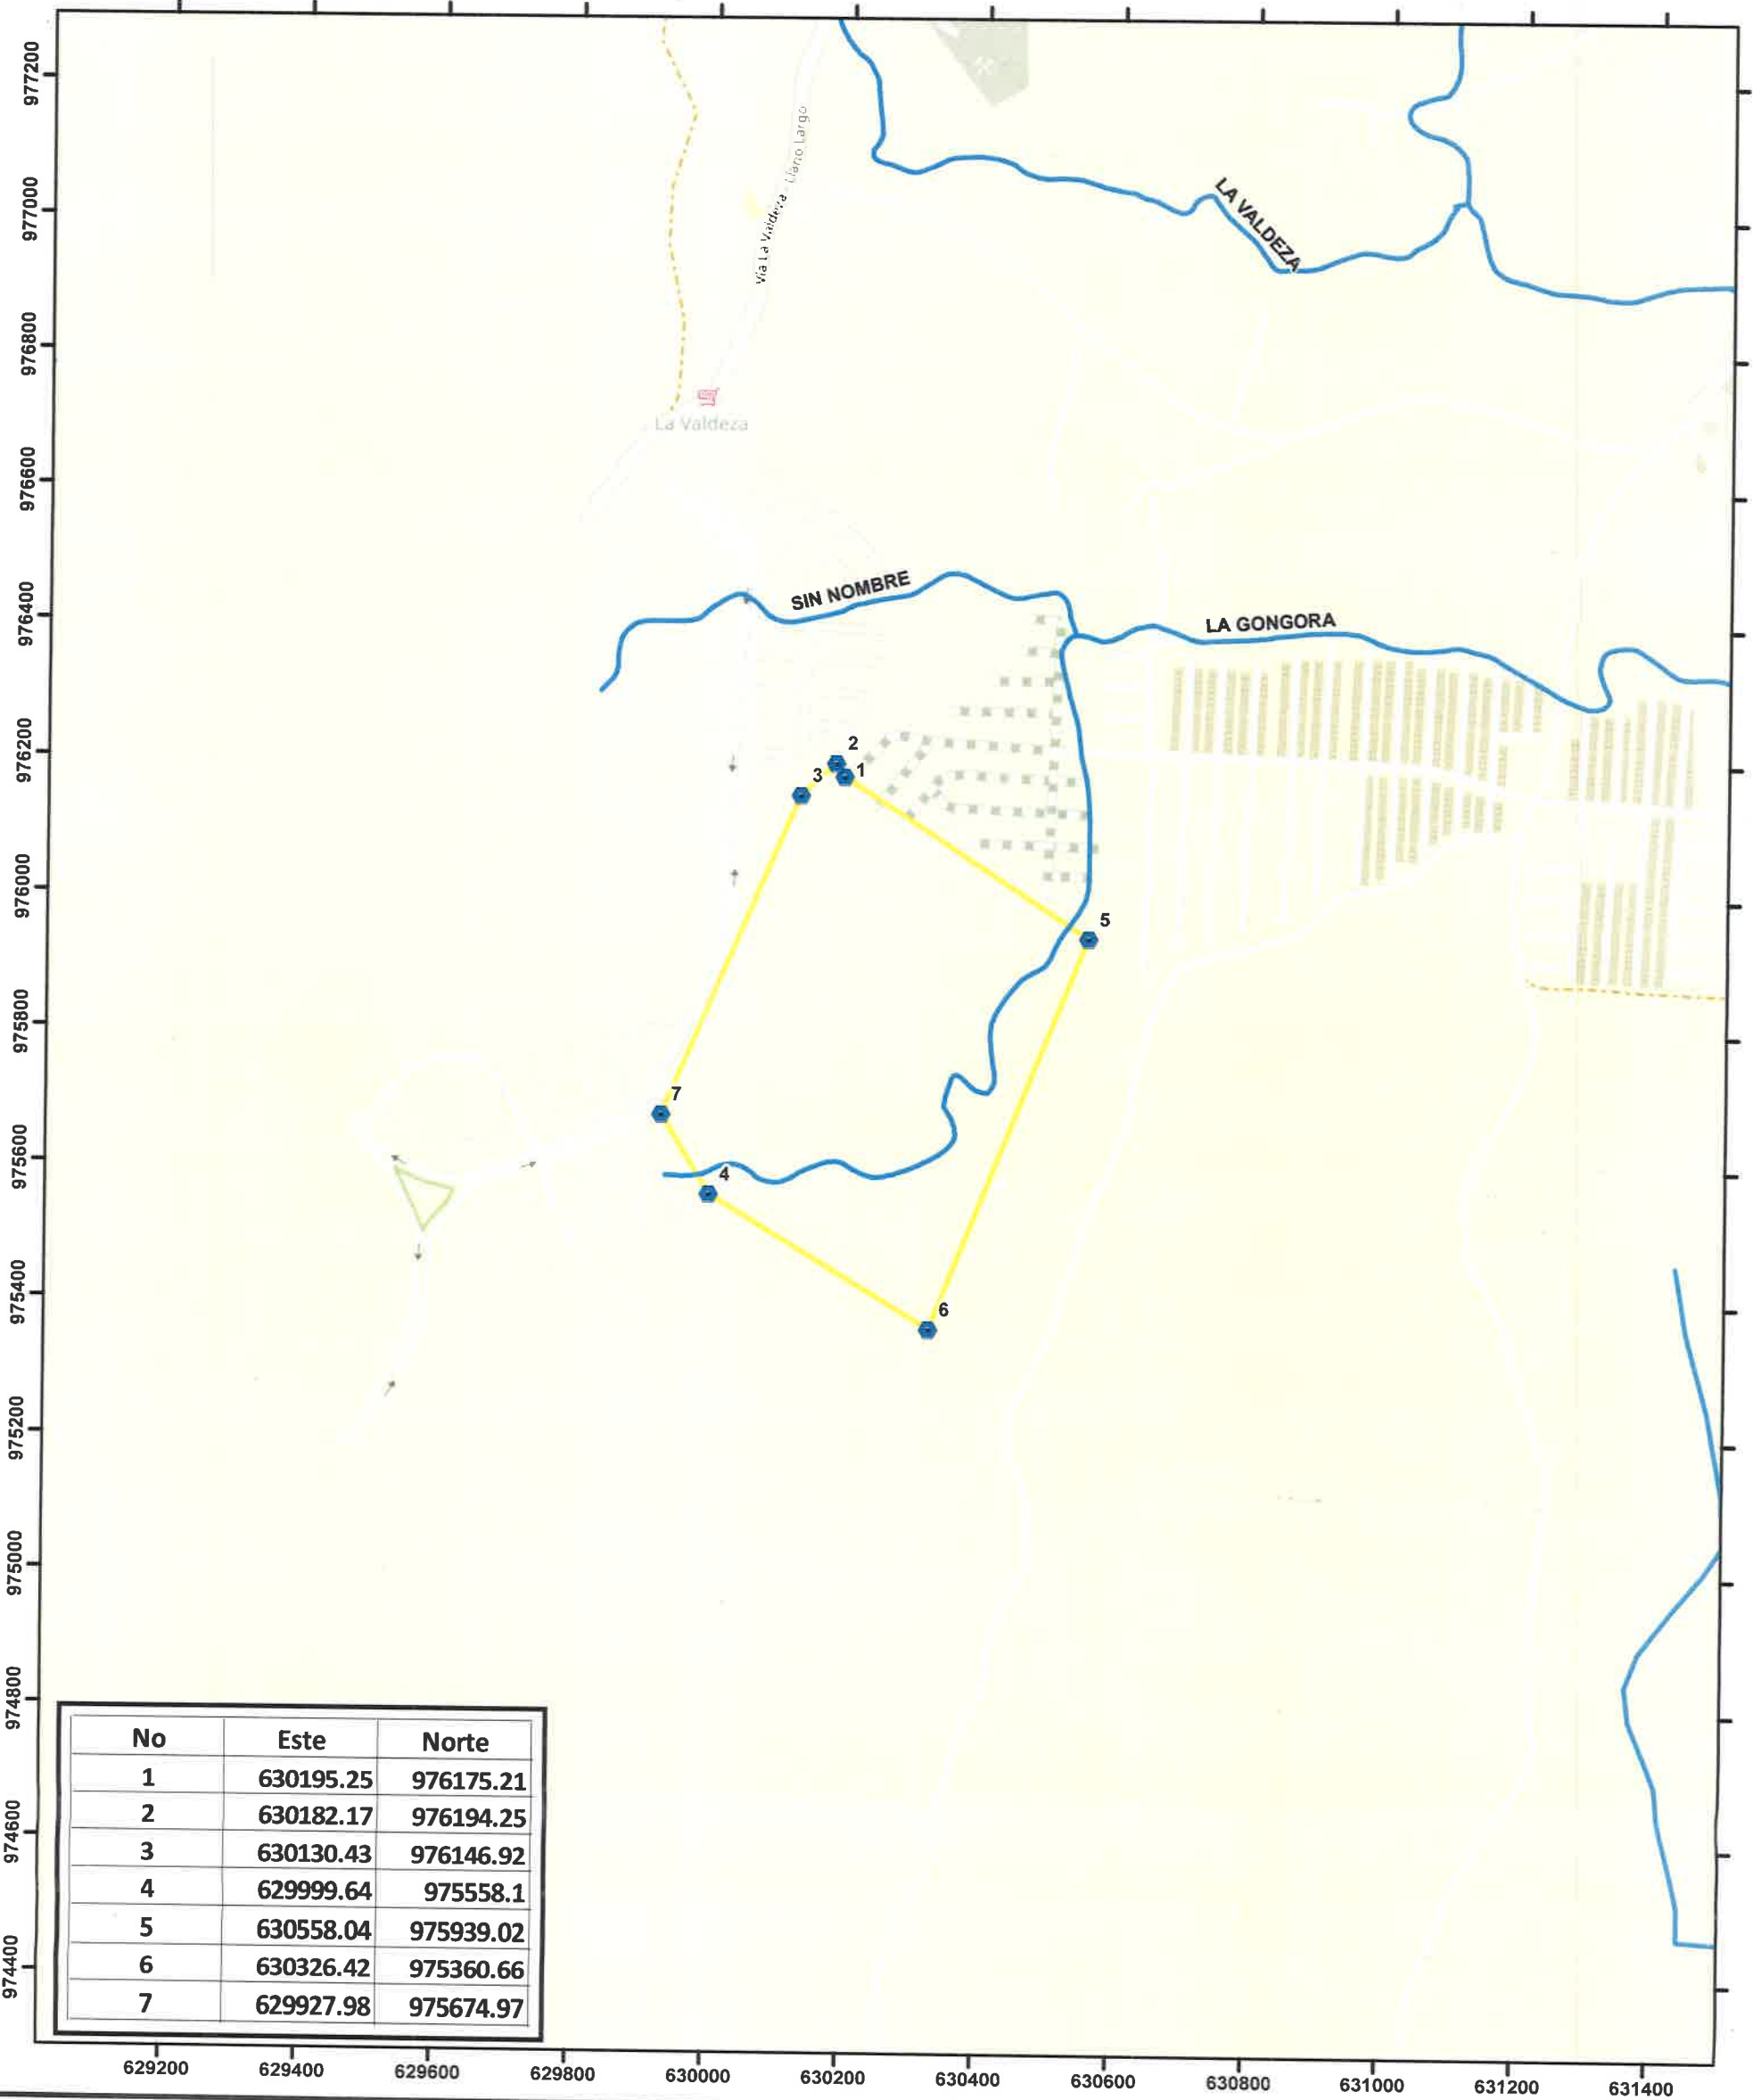 977200
977000
976800
976600
976400
976200
976000
975800
975600
975400
975200
975000
974800
974600
974400
Vía La Valdeza - Llano Largo
LA VALDEZA
La Valdeza
SIN NOMBRE
LA GONGORA
2
1
3
5
7
4
6
No Este Norte
1 630195.25 976175.21
2 630182.17 976194.25
3 630130.43 976146.92
4 629999.64 975558.1
5 630558.04 975939.02
6 630326.42 975360.66
7 629927.98 975674.97
629200 629400 629600 629800 630000 630200 630400 630600 630800 631000 631200 631400